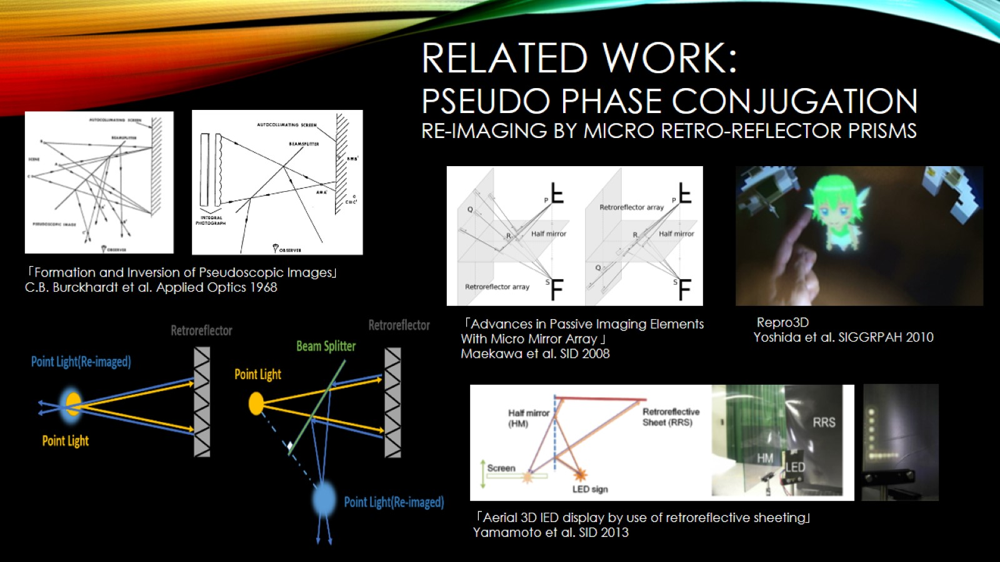 RELATED WORK:
PSEUDO PHASE CONJUGATION
RE-IMAGING BY MICRO RETRO-REFLECTOR PRISMS
AUTOCOLLIMATING SCREEN
BEAMSPLITTER
B
SCENE
A
C
PSEUDOSCOPIC IMAGE
A'
B'
C'
OBSERVER
AUTOCOLLIMATING SCREEN
BEAMSPLITTER
B≡B'
A≡A'
C≡C'
INTEGRAL
PHOTOGRAPH
OBSERVER
「Formation and Inversion of Pseudoscopic Images」
C.B. Burckhardt et al. Applied Optics 1968
P
Q
R
Half mirror
S
F
Retroreflector array
Retroreflector array
P
R
Half mirror
Q
S
F
「Advances in Passive Imaging Elements
With Micro Mirror Array」
Maekawa et al. SID 2008
Repro3D
Yoshida et al. SIGGRPAH 2010
Retroreflector
Point Light(Re-imaged)
Point Light
Retroreflector
Beam Splitter
Point Light
Point Light(Re-imaged)
Half mirror
(HM)
Retroreflective
Sheet (RRS)
Screen
LED sign
RRS
HM
LED
「Aerial 3D lED display by use of retroreflective sheeting」
Yamamoto et al. SID 2013